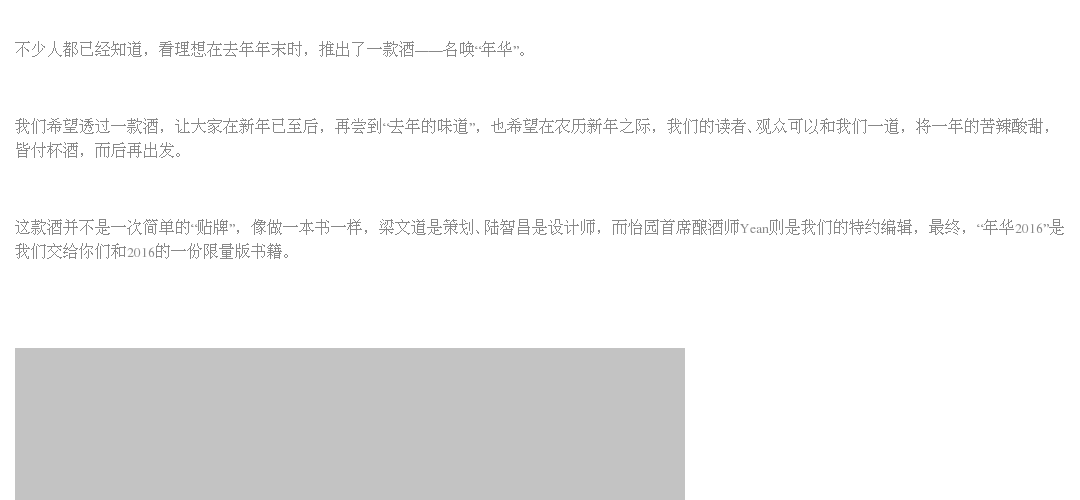 不少人都已经知道，看理想在去年年末时，推出了一款酒——名唤“年华”。
我们希望透过一款酒，让大家在新年已至后，再尝到“去年的味道”，也希望在农历新年之际，我们的读者、观众可以和我们一道，将一年的苦辣酸甜，
皆付杯酒，而后再出发。
这款酒并不是一次简单的“贴牌”，像做一本书一样，梁文道是策划、陆智昌是设计师，而怡园首席酿酒师Yean则是我们的特约编辑，最终，“年华2016”是
我们交给你们和2016的一份限量版书籍。